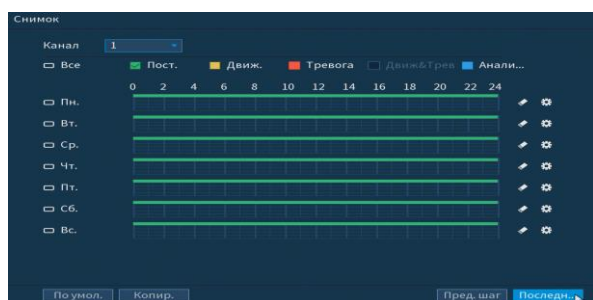 Снимок
Канал 1
Все Пост. Движ. Тревога Движ&Трев Анали...
0 2 4 6 8 10 12 14 16 18 20 22 24
Пн.
Вт.
Ср.
Чт.
Пт.
Сб.
Вс.
По умол. Копир. Пред. шаг Последн..